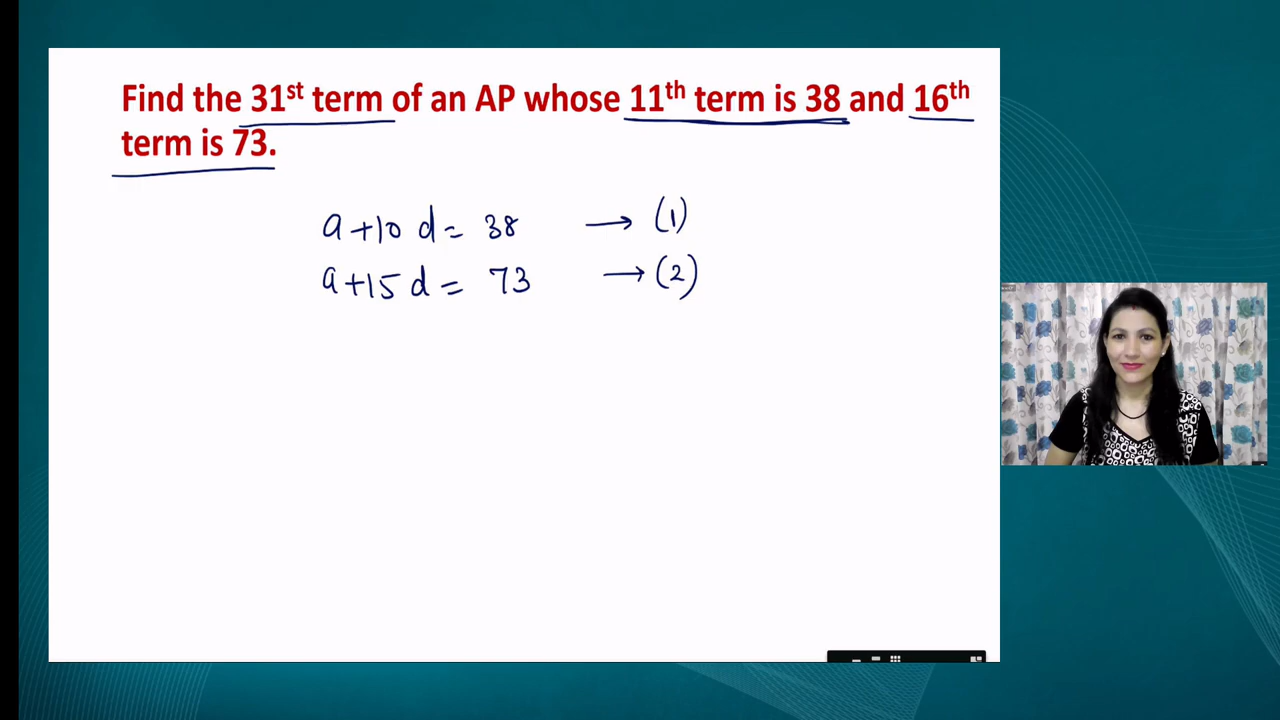 Find the 31st term of an AP whose 11th term is 38 and 16th
term is 73.
a + 10 d = 38 → (1)
a + 15 d = 73 → (2)